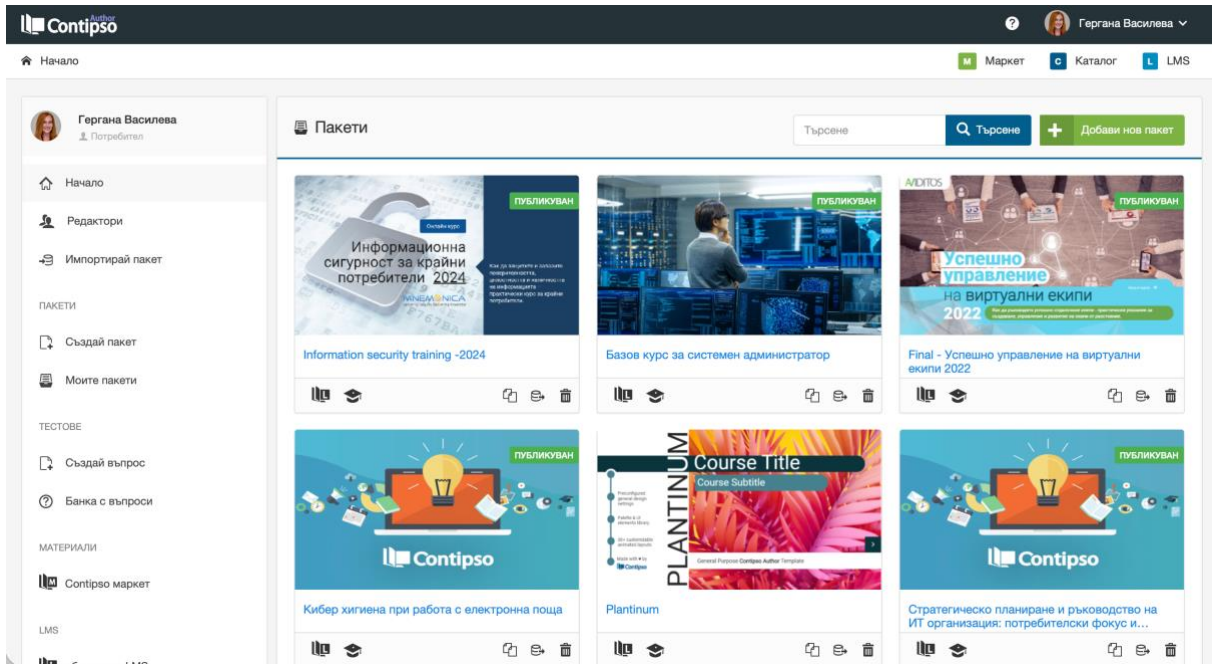 Contipso Author
? Гергана Василева
Начало
M Маркет C Каталог L LMS
Гергана Василева
Потребител
Начало
Редактори
Импортирай пакет
ПАКЕТИ
Създай пакет
Моите пакети
ТЕСТОВЕ
Създай въпрос
Банка с въпроси
МАТЕРИАЛИ
Contipso маркет
LMS
Пакети
Търсене
Търсене
Добави нов пакет
ПУБЛИКУВАН
Онлайн курс
Информационна
сигурност за крайни
потребители 2024
MNEMONICA
Information security training -2024
ПУБЛИКУВАН
Базов курс за системен администратор
AVIDITOS
ПУБЛИКУВАН
Успешно
управление
на виртуални екипи
2022
Final - Успешно управление на виртуални
екипи 2022
ПУБЛИКУВАН
Contipso
Кибер хигиена при работа с електронна поща
PLANTINUM
Course Title
Course Subtitle
Preconfigured
general design
settings
General Purpose Contipso Author Template
Contipso
Plantinum
ПУБЛИКУВАН
Contipso
Стратегическо планиране и ръководство на
ИТ организация: потребителски фокус и...